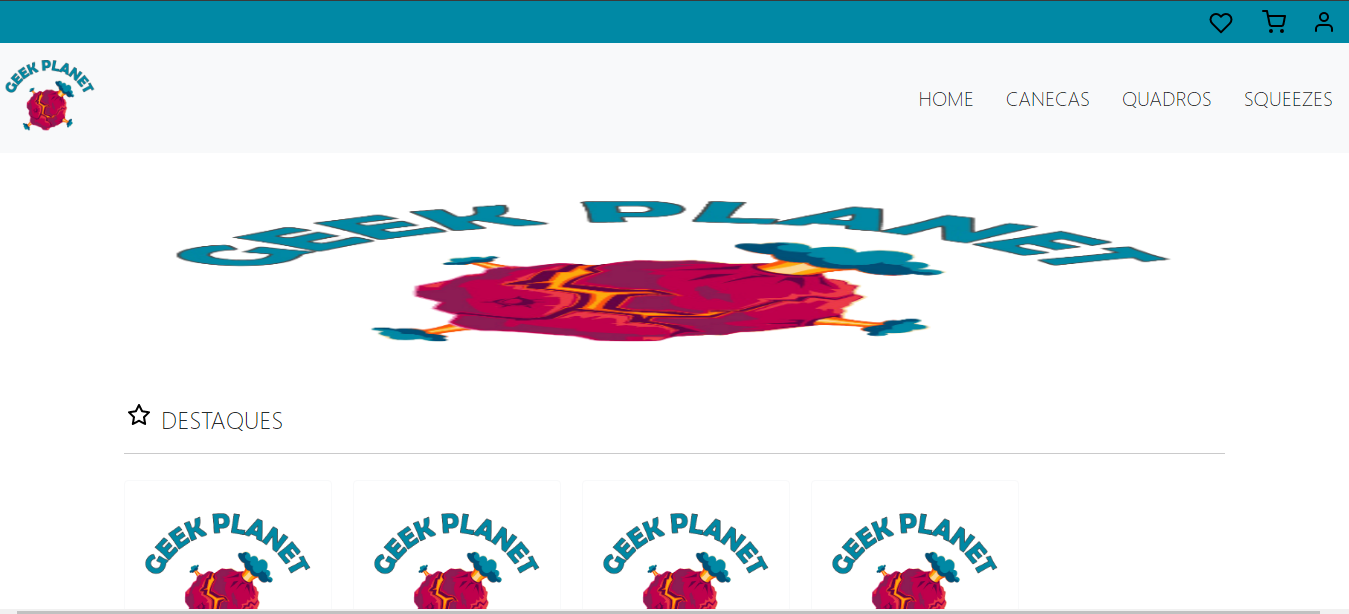 GEEK PLANET
HOME CANECAS QUADROS SQUEEZES
GEEK PLANET
DESTAQUES
GEEK PLANET GEEK PLANET GEEK PLANET GEEK PLANET